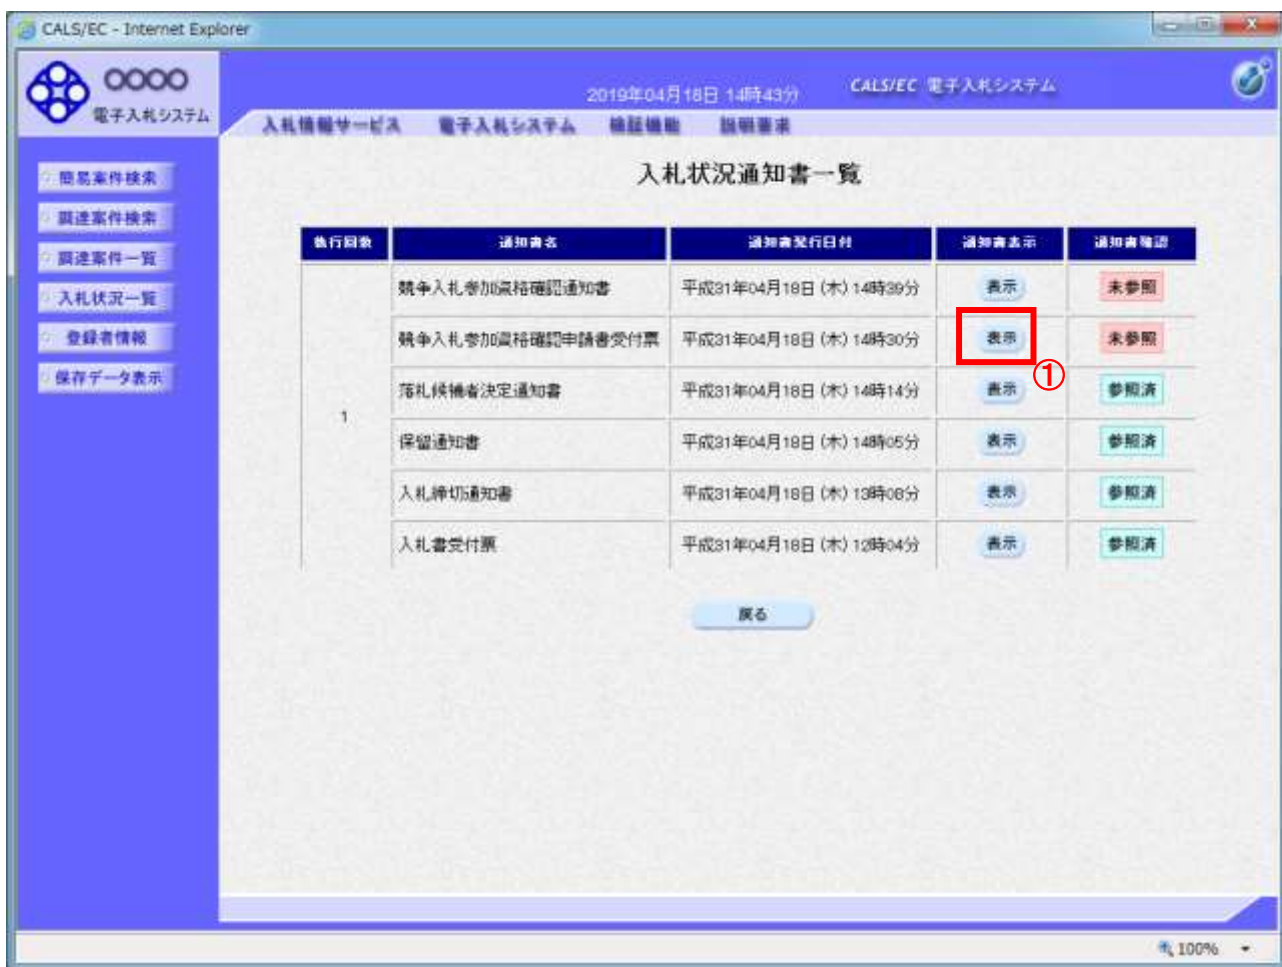 CALS/EC - Internet Explorer
○○○○
電子入札システム
2019年04月18日 14時43分
CALS/EC 電子入札システム
入札情報サービス 電子入札システム 検証機能 説明要求
簡易案件検索
調達案件検索
調達案件一覧
入札状況一覧
登録者情報
保存データ表示
入札状況通知書一覧
執行回数 通知書名 通知書発行日付 通知書表示 通知書確認
競争入札参加資格確認通知書 平成31年04月18日 (木) 14時39分 表示 未参照
競争入札参加資格確認申請書受付票 平成31年04月18日 (木) 14時30分 表示 未参照
①
落札候補者決定通知書 平成31年04月18日 (木) 14時14分 表示 参照済
1
保留通知書 平成31年04月18日 (木) 14時05分 表示 参照済
入札締切通知書 平成31年04月18日 (木) 13時08分 表示 参照済
入札書受付票 平成31年04月18日 (木) 12時04分 表示 参照済
戻る
100%